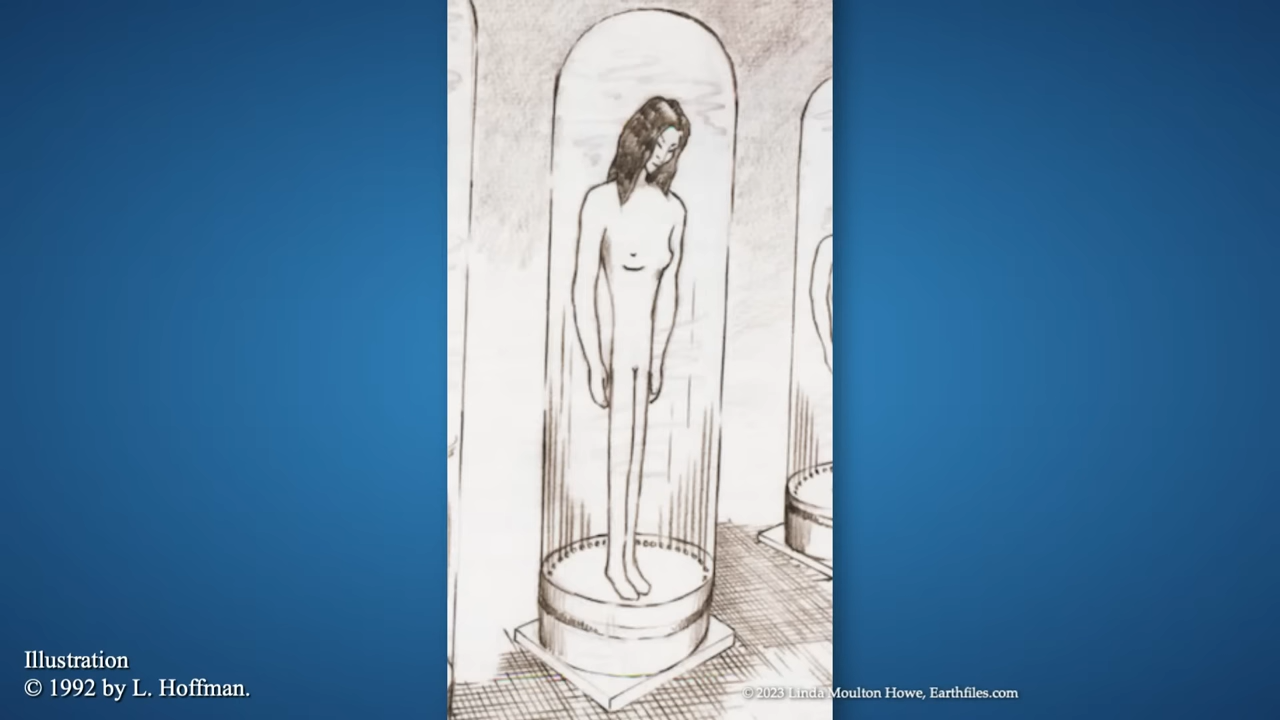 Illustration
© 1992 by L. Hoffman.
© 2023 Linda Moulton Howe, Earthfiles.com